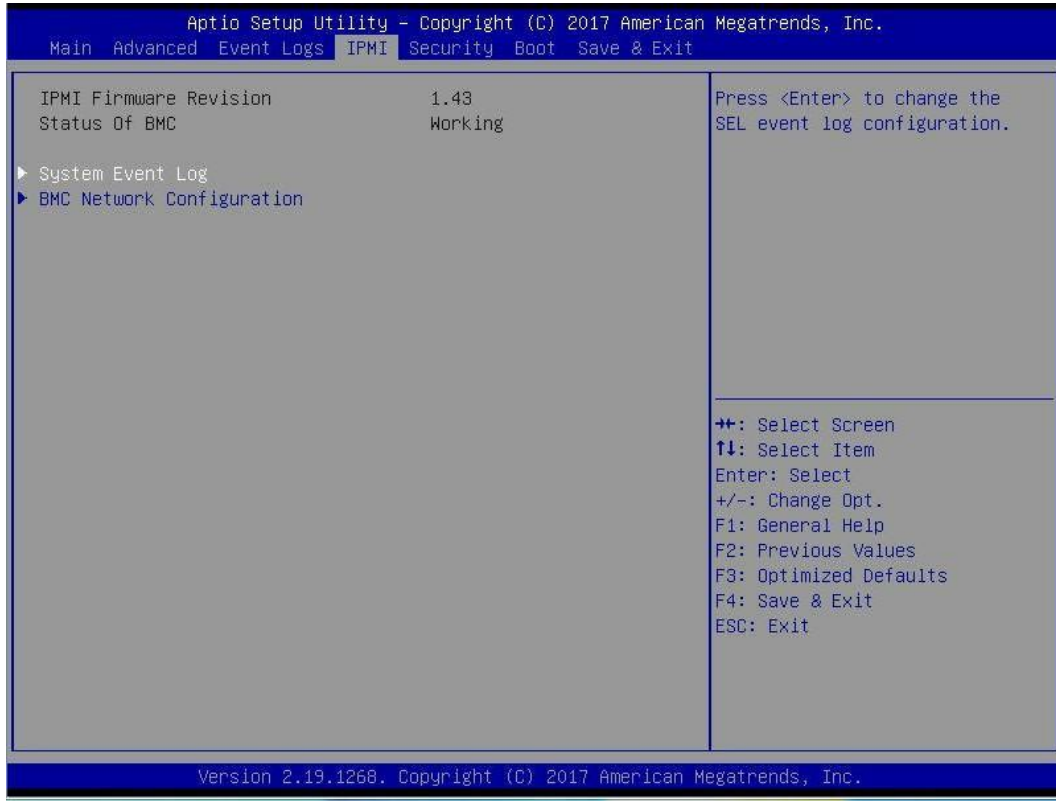 Aptio Setup Utility – Copyright (C) 2017 American Megatrends, Inc.
Main Advanced Event Logs IPMI Security Boot Save & Exit
IPMI Firmware Revision 1.43
Status Of BMC Working
▶ System Event Log
▶ BMC Network Configuration
Press <Enter> to change the
SEL event log configuration.
→←: Select Screen
↑↓: Select Item
Enter: Select
+/-: Change Opt.
F1: General Help
F2: Previous Values
F3: Optimized Defaults
F4: Save & Exit
ESC: Exit
Version 2.19.1268. Copyright (C) 2017 American Megatrends, Inc.